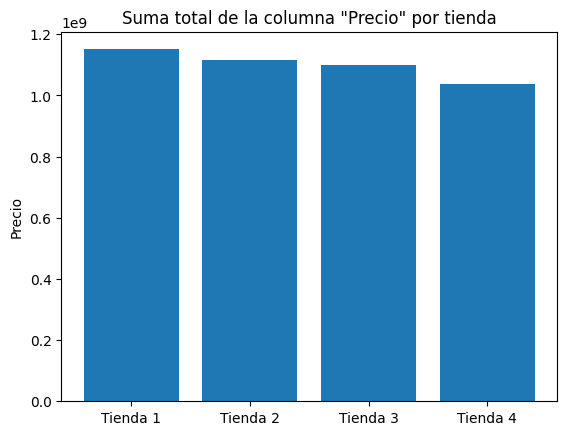 Suma total de la columna "Precio" por tienda
1e9
1.2
1.0
0.8
0.6
0.4
0.2
0.0
Precio
Tienda 1 Tienda 2 Tienda 3 Tienda 4